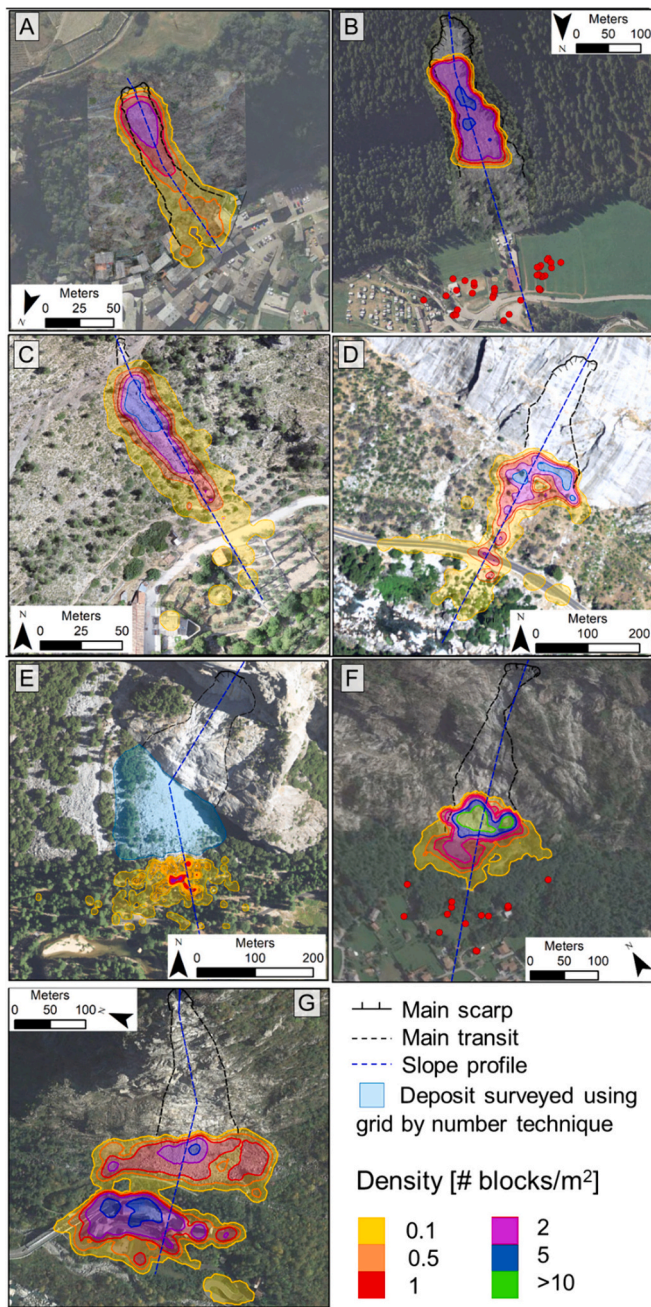 A
Meters
0 25 50
N
B
Meters
0 50 100
N
C
Meters
0 25 50
N
D
Meters
0 100 200
N
E
Meters
0 100 200
N
F
Meters
0 50 100
N
G
Meters
0 50 100
N
Main scarp
Main transit
Slope profile
Deposit surveyed using
grid by number technique
Density [# blocks/m²]
0.1
0.5
1
2
5
>10